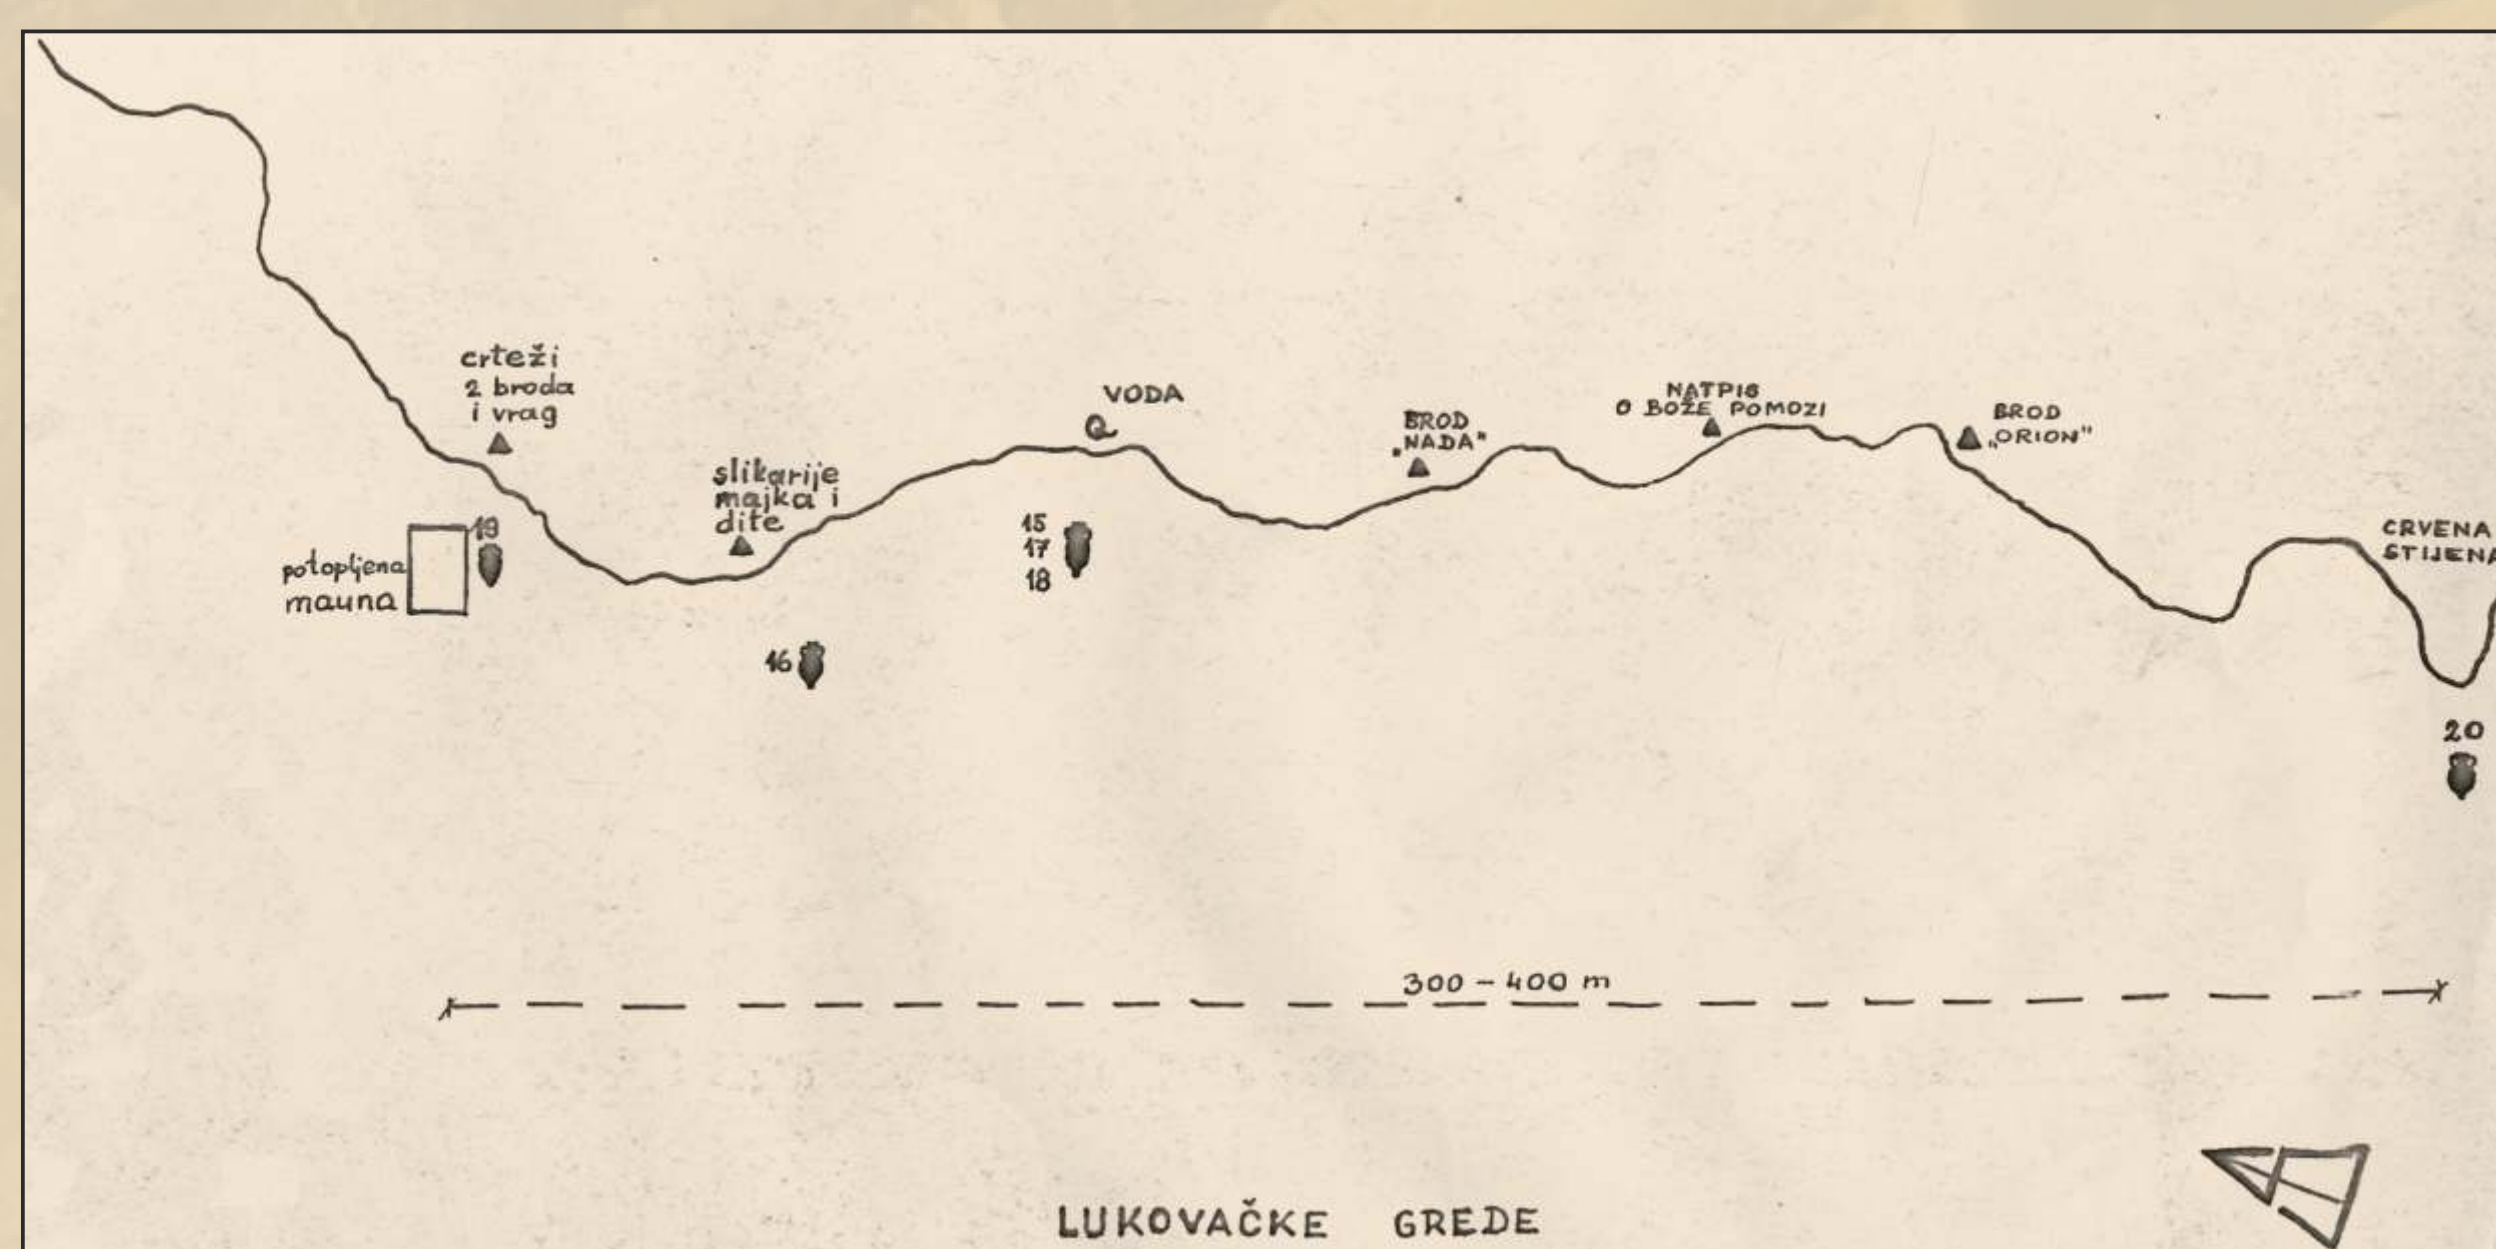 crteži
2 broda
i vrag
19
potopljena
mauna
slikarije
majka i
dite
16
VODA
15
17
18
BROD
„NADA"
NATPIS
O BOŽE POMOZI
BROD
„ORION"
CRVENA
STIJENA
20
300 – 400 m
LUKOVAČKE GREDE